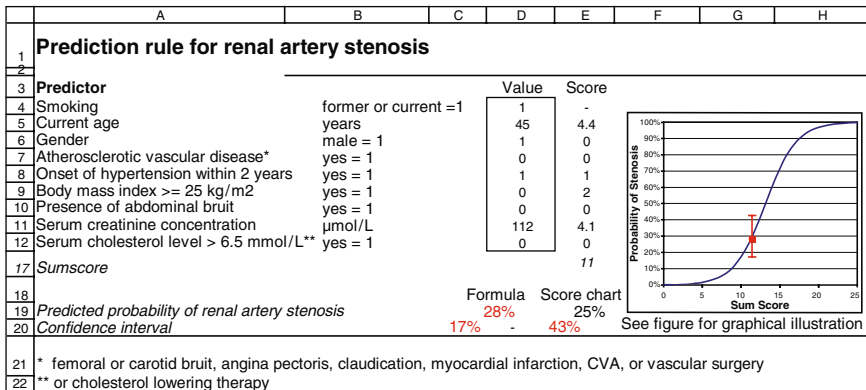 A B C D E F G H
1 Prediction rule for renal artery stenosis
2
3 Predictor Value Score
4 Smoking former or current =1 1 -
5 Current age years 45 4.4
6 Gender male = 1 1 0
7 Atherosclerotic vascular disease* yes = 1 0 0
8 Onset of hypertension within 2 years yes = 1 1 1
9 Body mass index >= 25 kg/m2 yes = 1 0 2
10 Presence of abdominal bruit yes = 1 0 0
11 Serum creatinine concentration µmol/L 112 4.1
12 Serum cholesterol level > 6.5 mmol/L** yes = 1 0 0
17 Sumscore 11
18 Formula Score chart
19 Predicted probability of renal artery stenosis 28% 25%
20 Confidence interval 17% - 43%
Probability of Stenosis
100%
90%
80%
70%
60%
50%
40%
30%
20%
10%
0%
0 5 10 15 20 25
Sum Score
See figure for graphical illustration
21 * femoral or carotid bruit, angina pectoris, claudication, myocardial infarction, CVA, or vascular surgery
22 ** or cholesterol lowering therapy